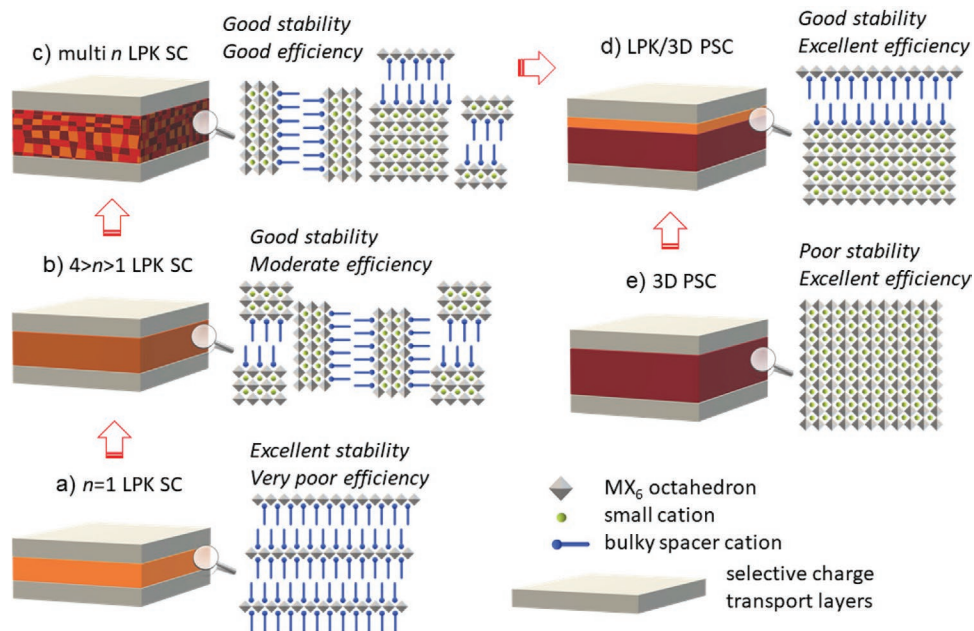 c) multi n LPK SC
Good stability
Good efficiency
d) LPK/3D PSC
Good stability
Excellent efficiency
b) 4>n>1 LPK SC
Good stability
Moderate efficiency
e) 3D PSC
Poor stability
Excellent efficiency
a) n=1 LPK SC
Excellent stability
Very poor efficiency
MX₆ octahedron
small cation
bulky spacer cation
selective charge
transport layers